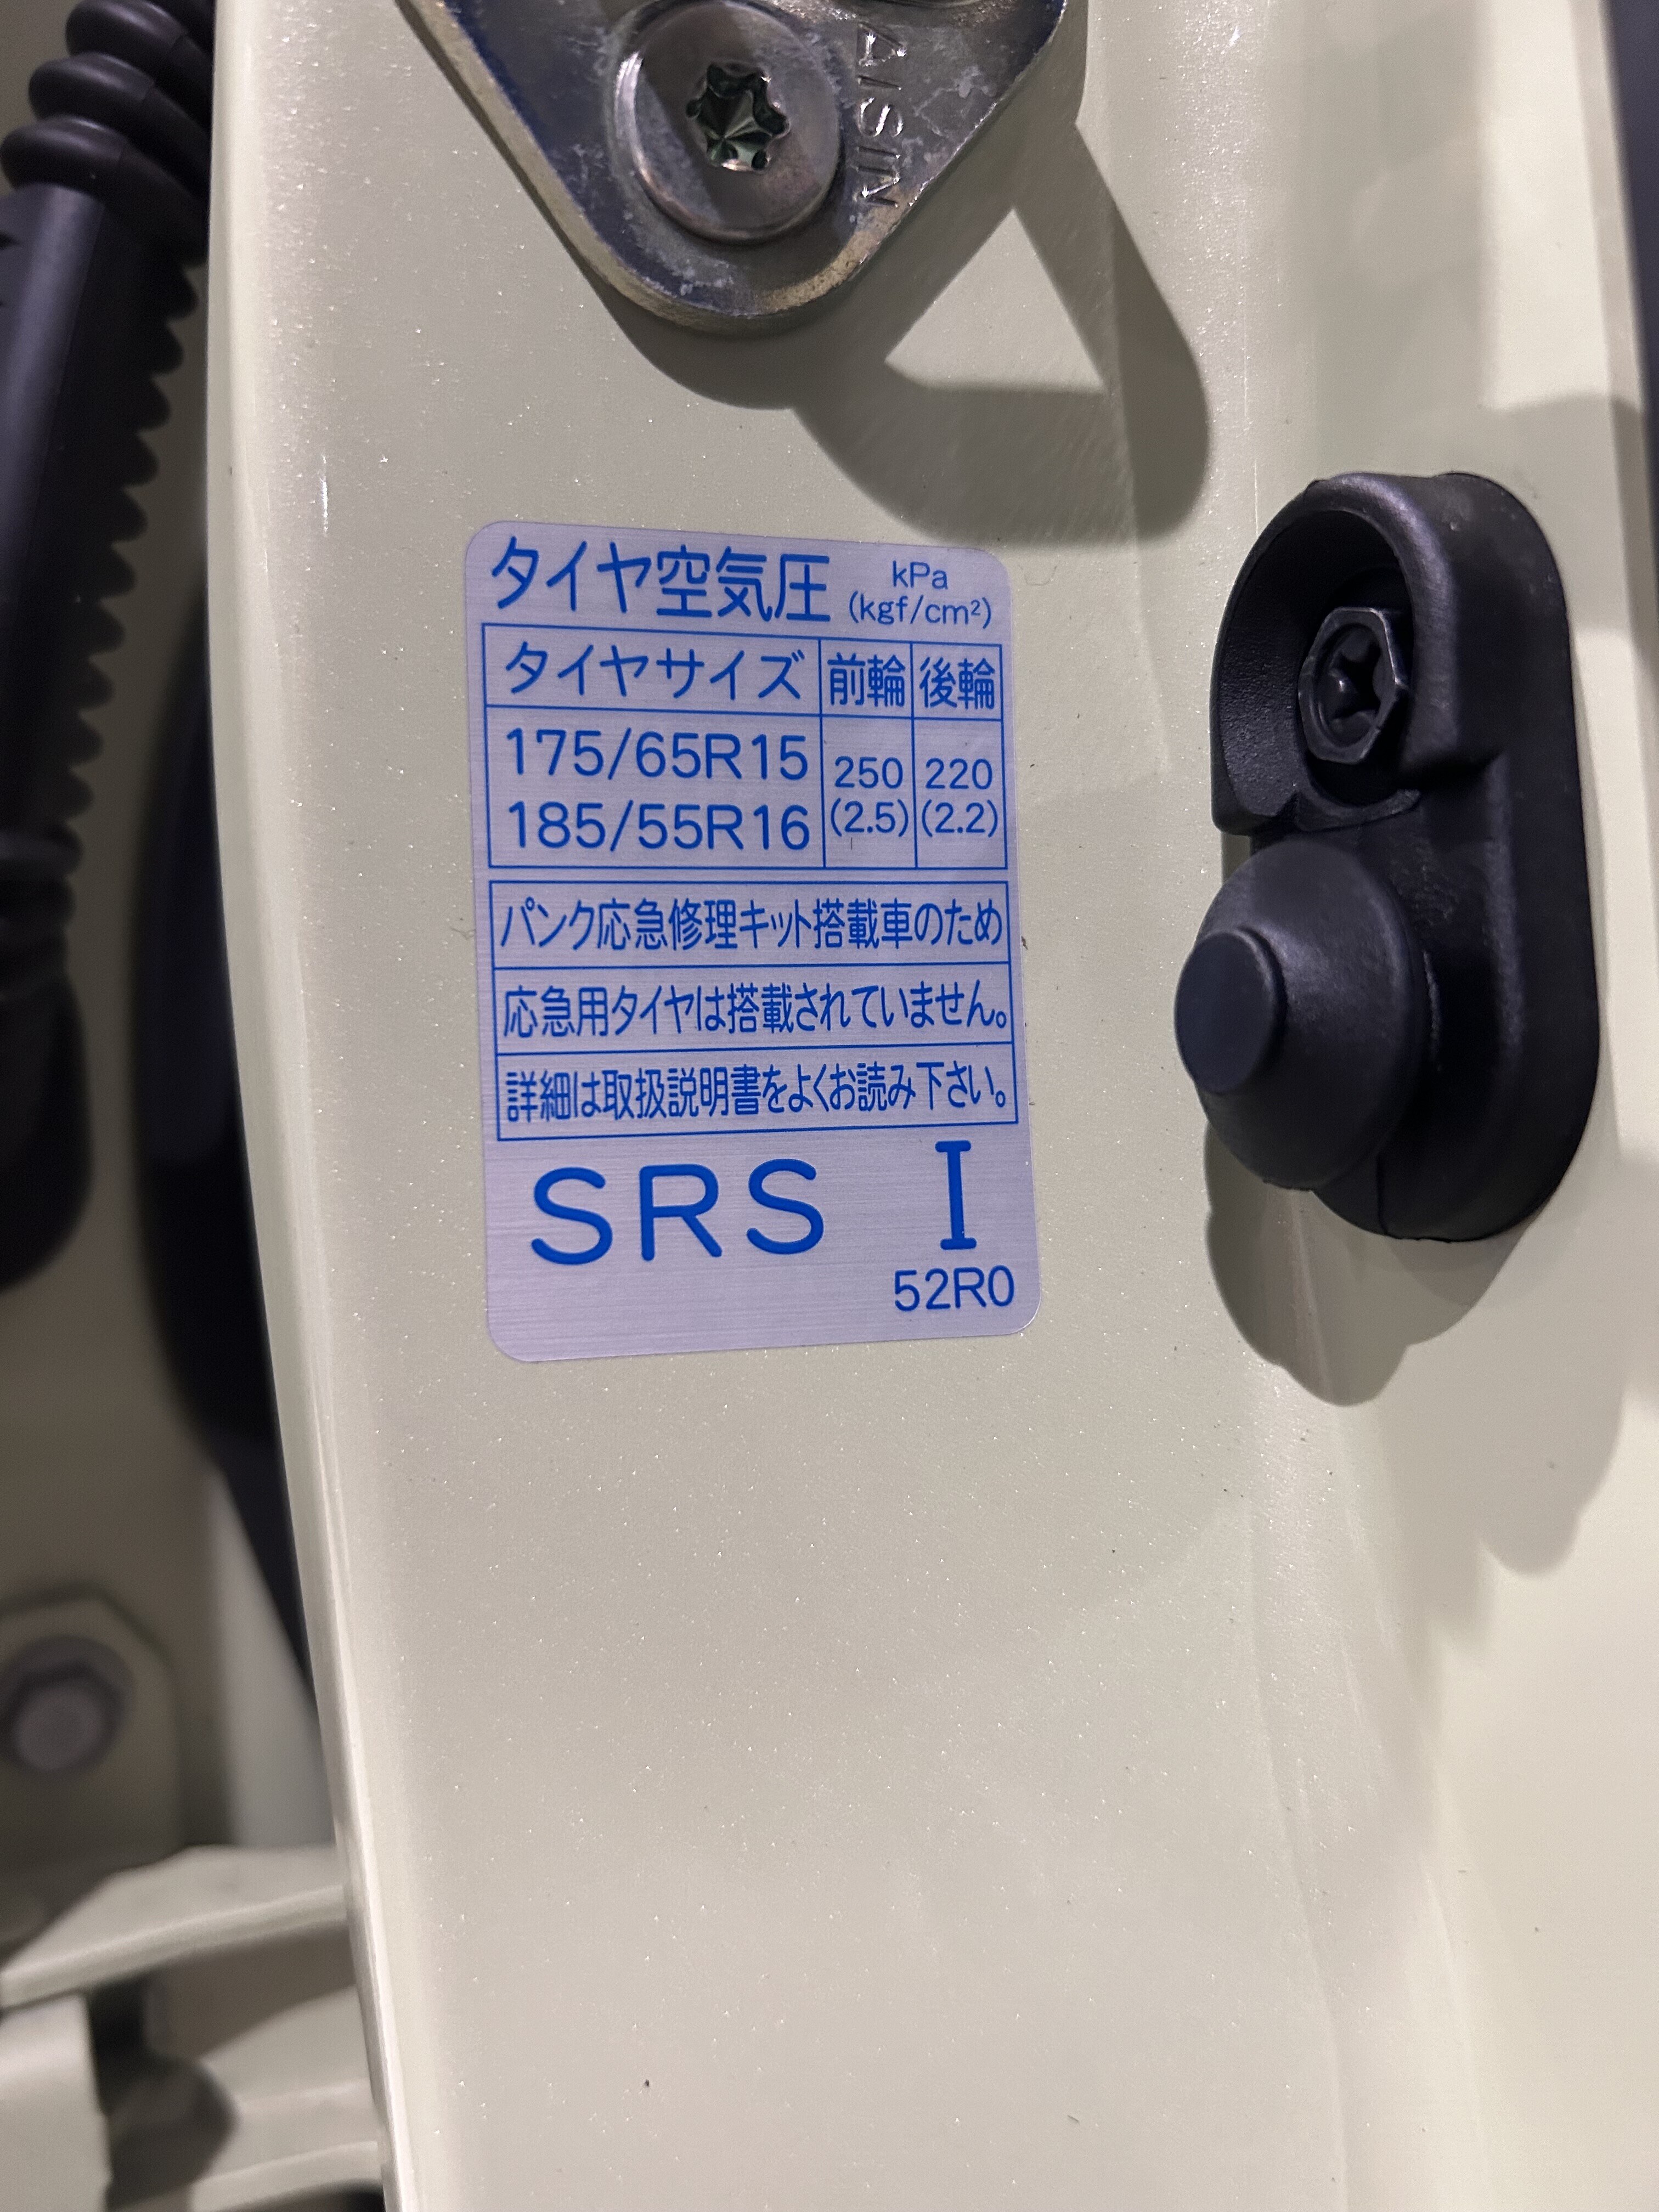 AISIN
タイヤ空気圧 kPa
(kgf/cm²)
タイヤサイズ 前輪 後輪
175/65R15 250 220
185/55R16 (2.5) (2.2)
パンク応急修理キット搭載車のため
応急用タイヤは搭載されていません。
詳細は取扱説明書をよくお読み下さい。
SRS I
52R0